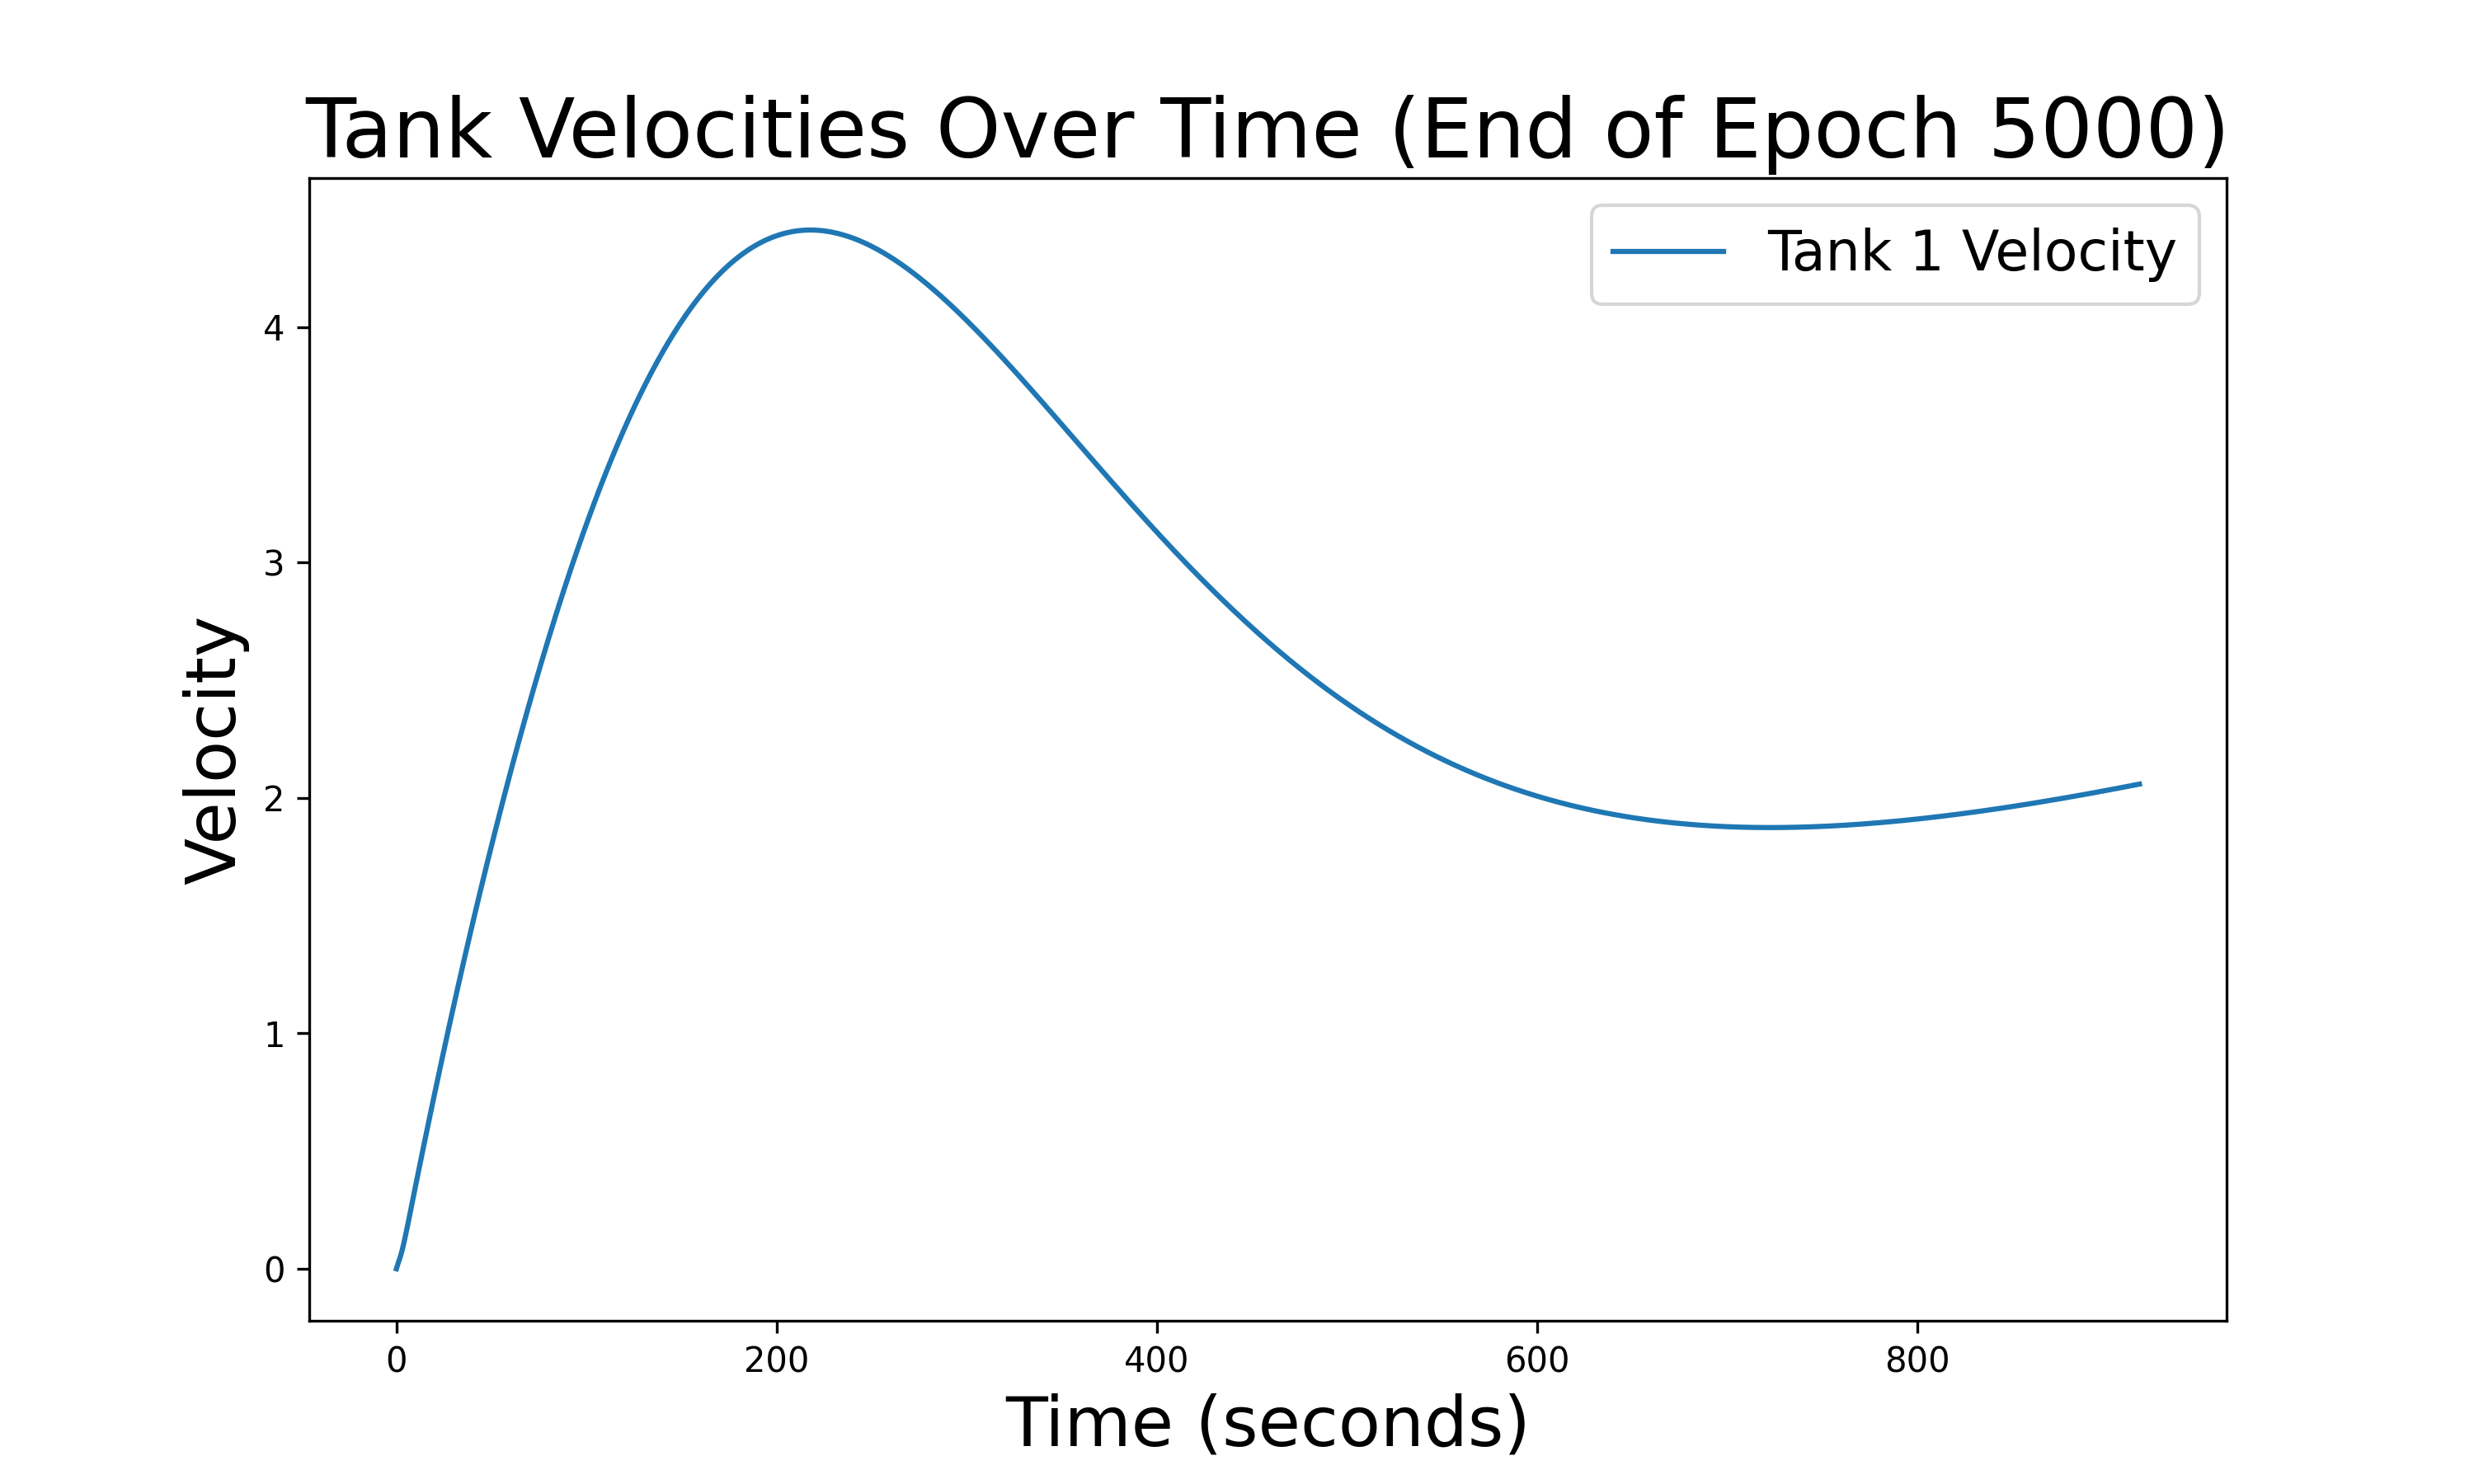 Tank Velocities Over Time (End of Epoch 5000)
Tank 1 Velocity
4
3
2
1
0
Velocity
0 200 400 600 800
Time (seconds)